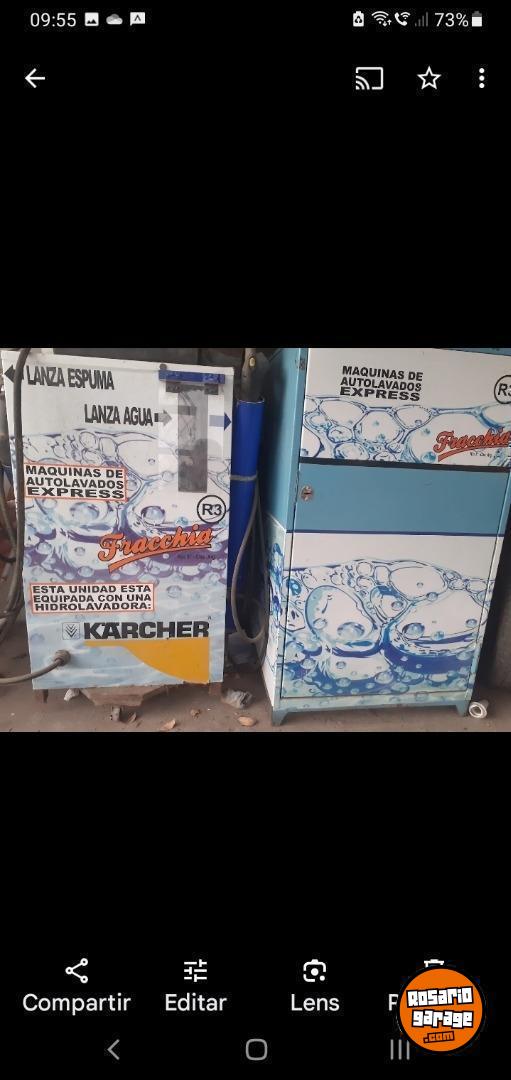 09:55
73%
LANZA ESPUMA
LANZA AGUA
MAQUINAS DE
AUTOLAVADOS
EXPRESS
R3
Fracchia
ESTA UNIDAD ESTA
EQUIPADA CON UNA
HIDROLAVADORA:
KÄRCHER
MAQUINAS DE
AUTOLAVADOS
EXPRESS
R3
Fracchia
Compartir
Editar
Lens
Rosario
garage
.com